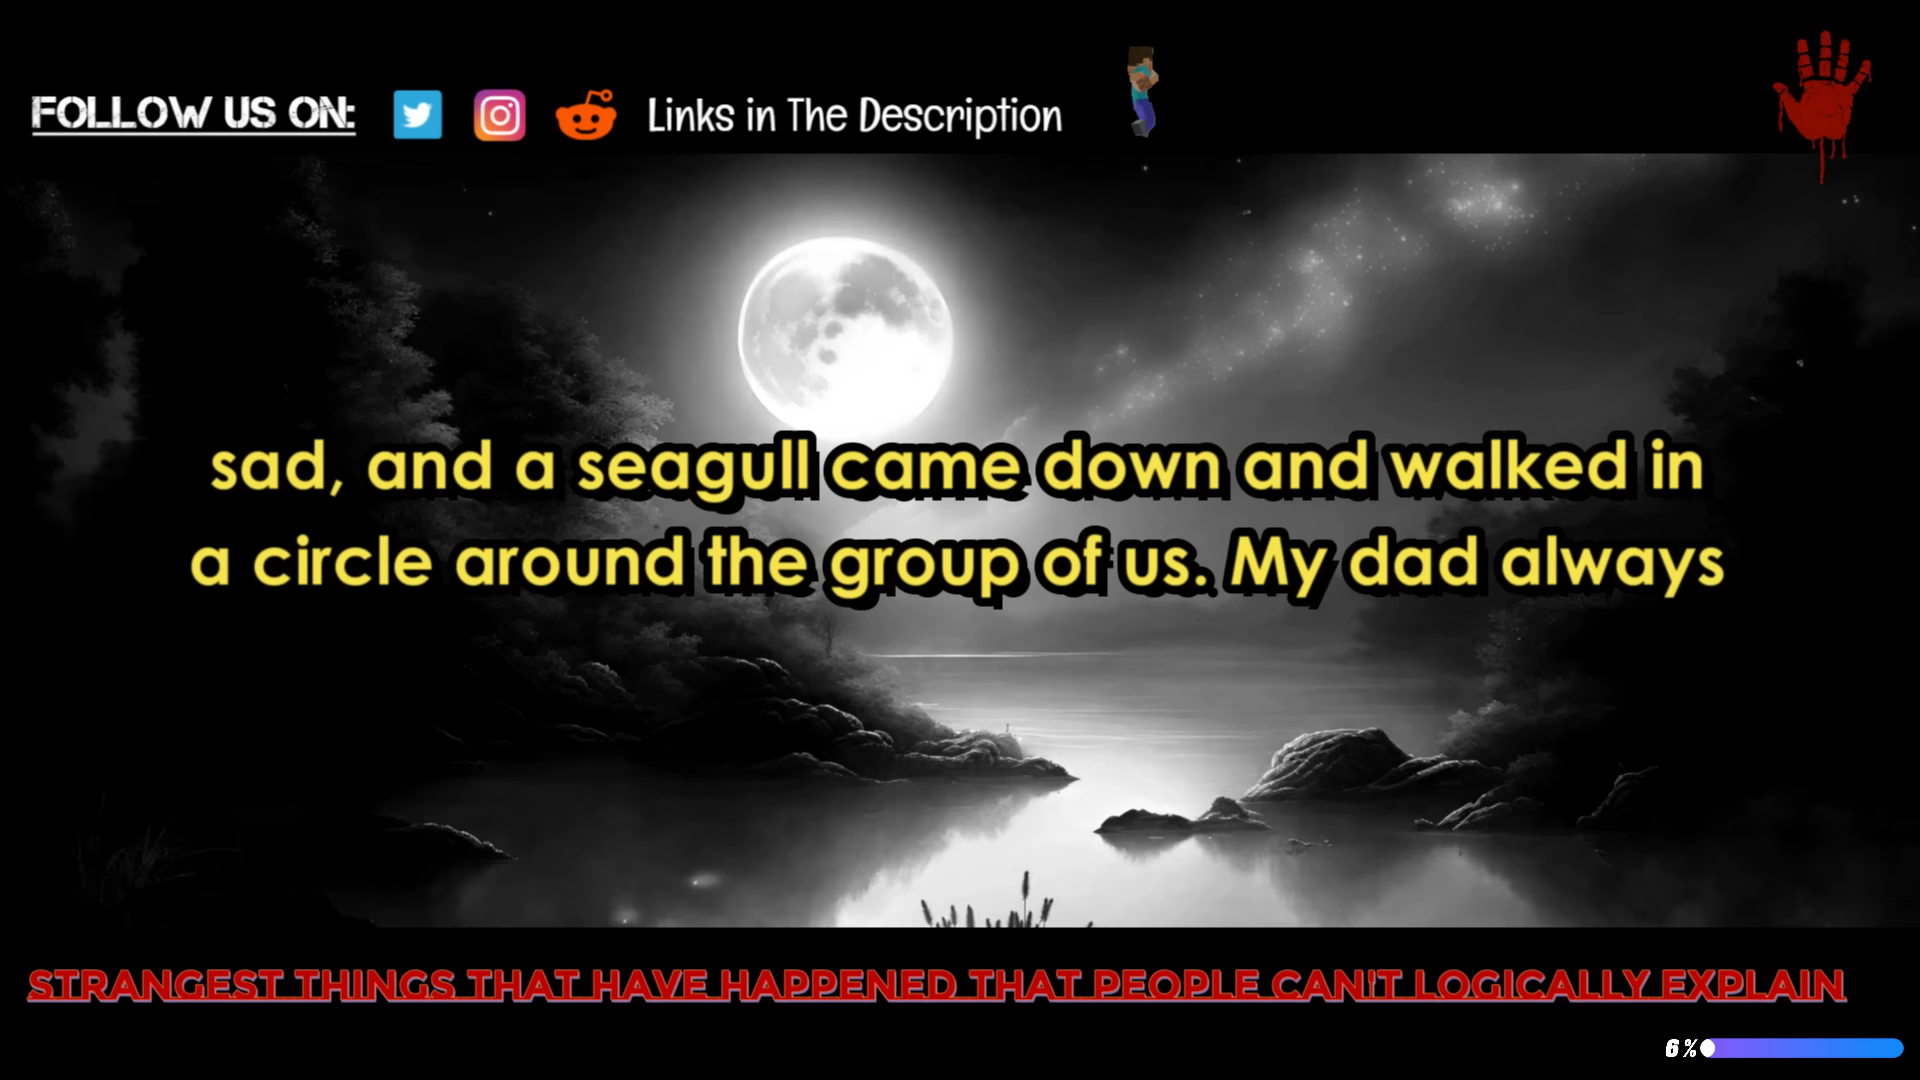 FOLLOW US ON: Links in The Description
sad, and a seagull came down and walked in
a circle around the group of us. My dad always
STRANGEST THINGS THAT HAVE HAPPENED THAT PEOPLE CAN'T LOGICALLY EXPLAIN
6%